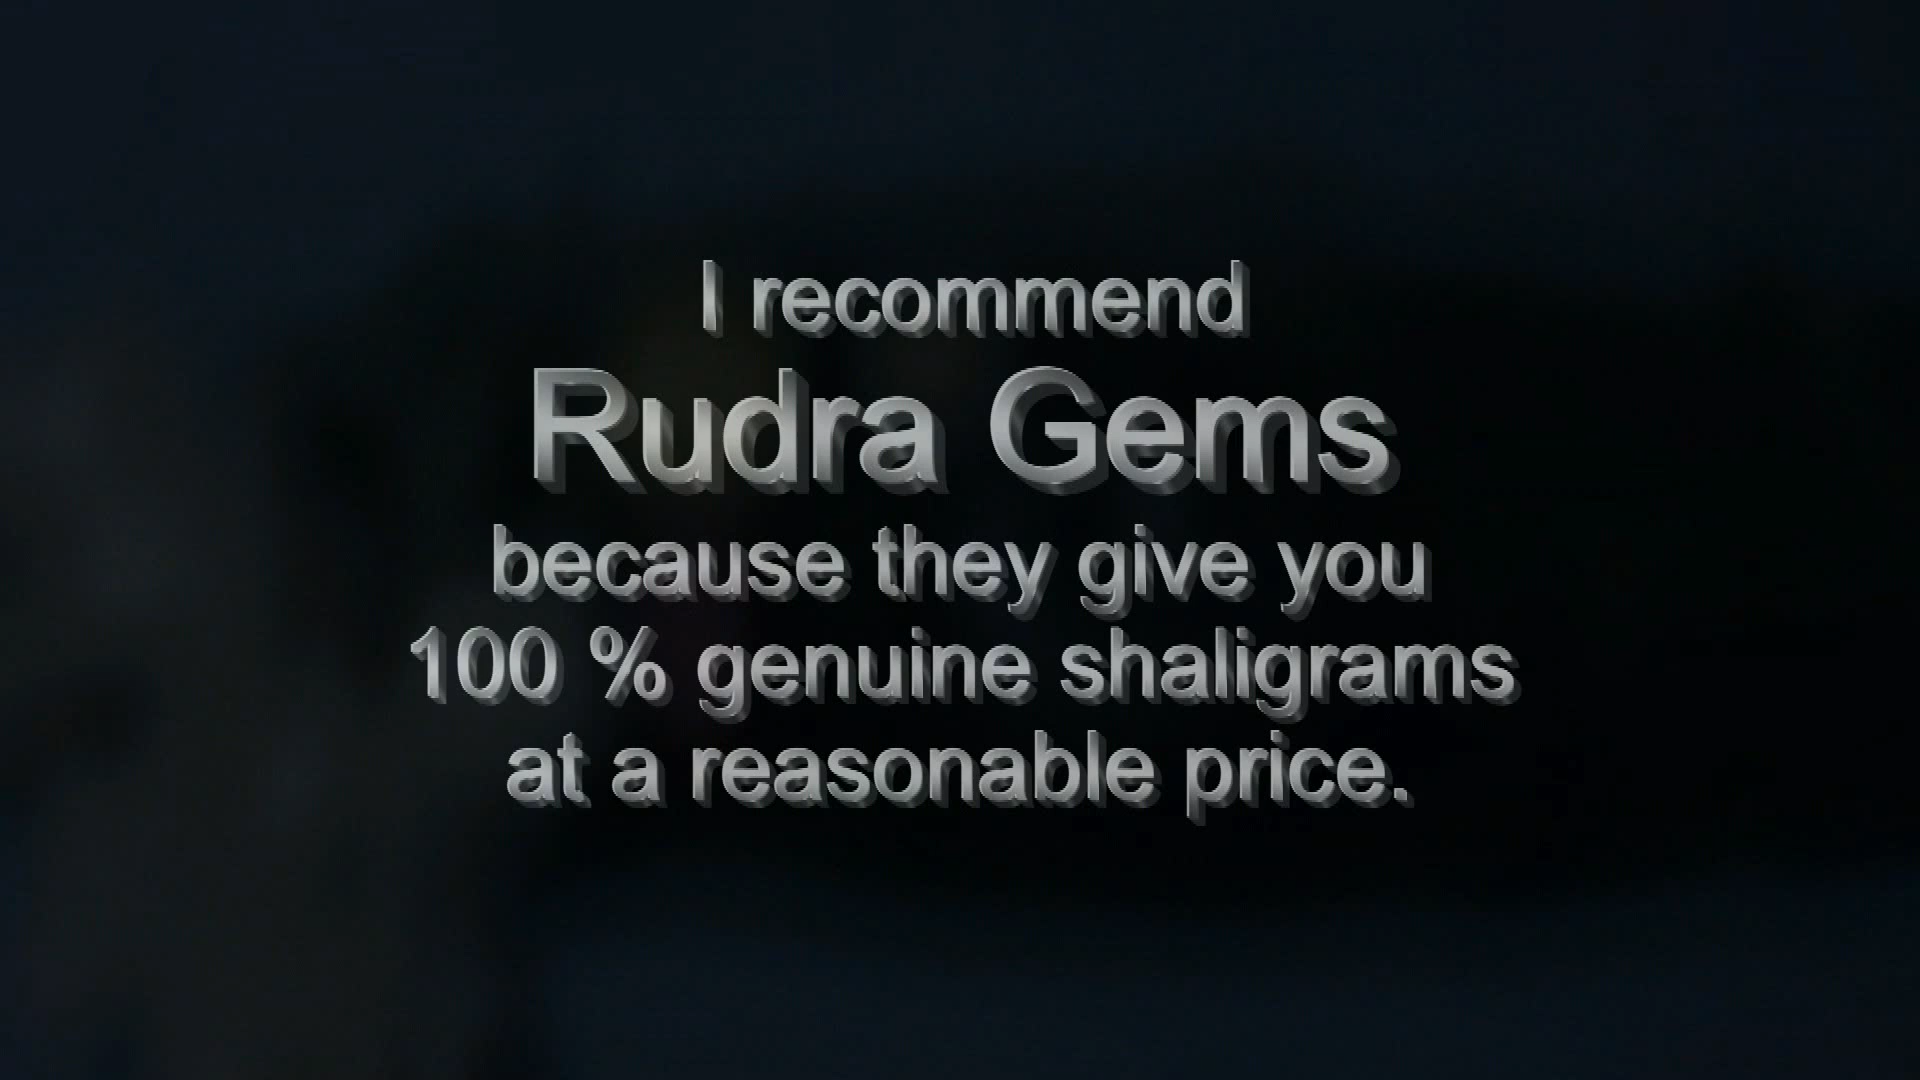 I recommend
Rudra Gems
because they give you
100 % genuine shaligrams
at a reasonable price.